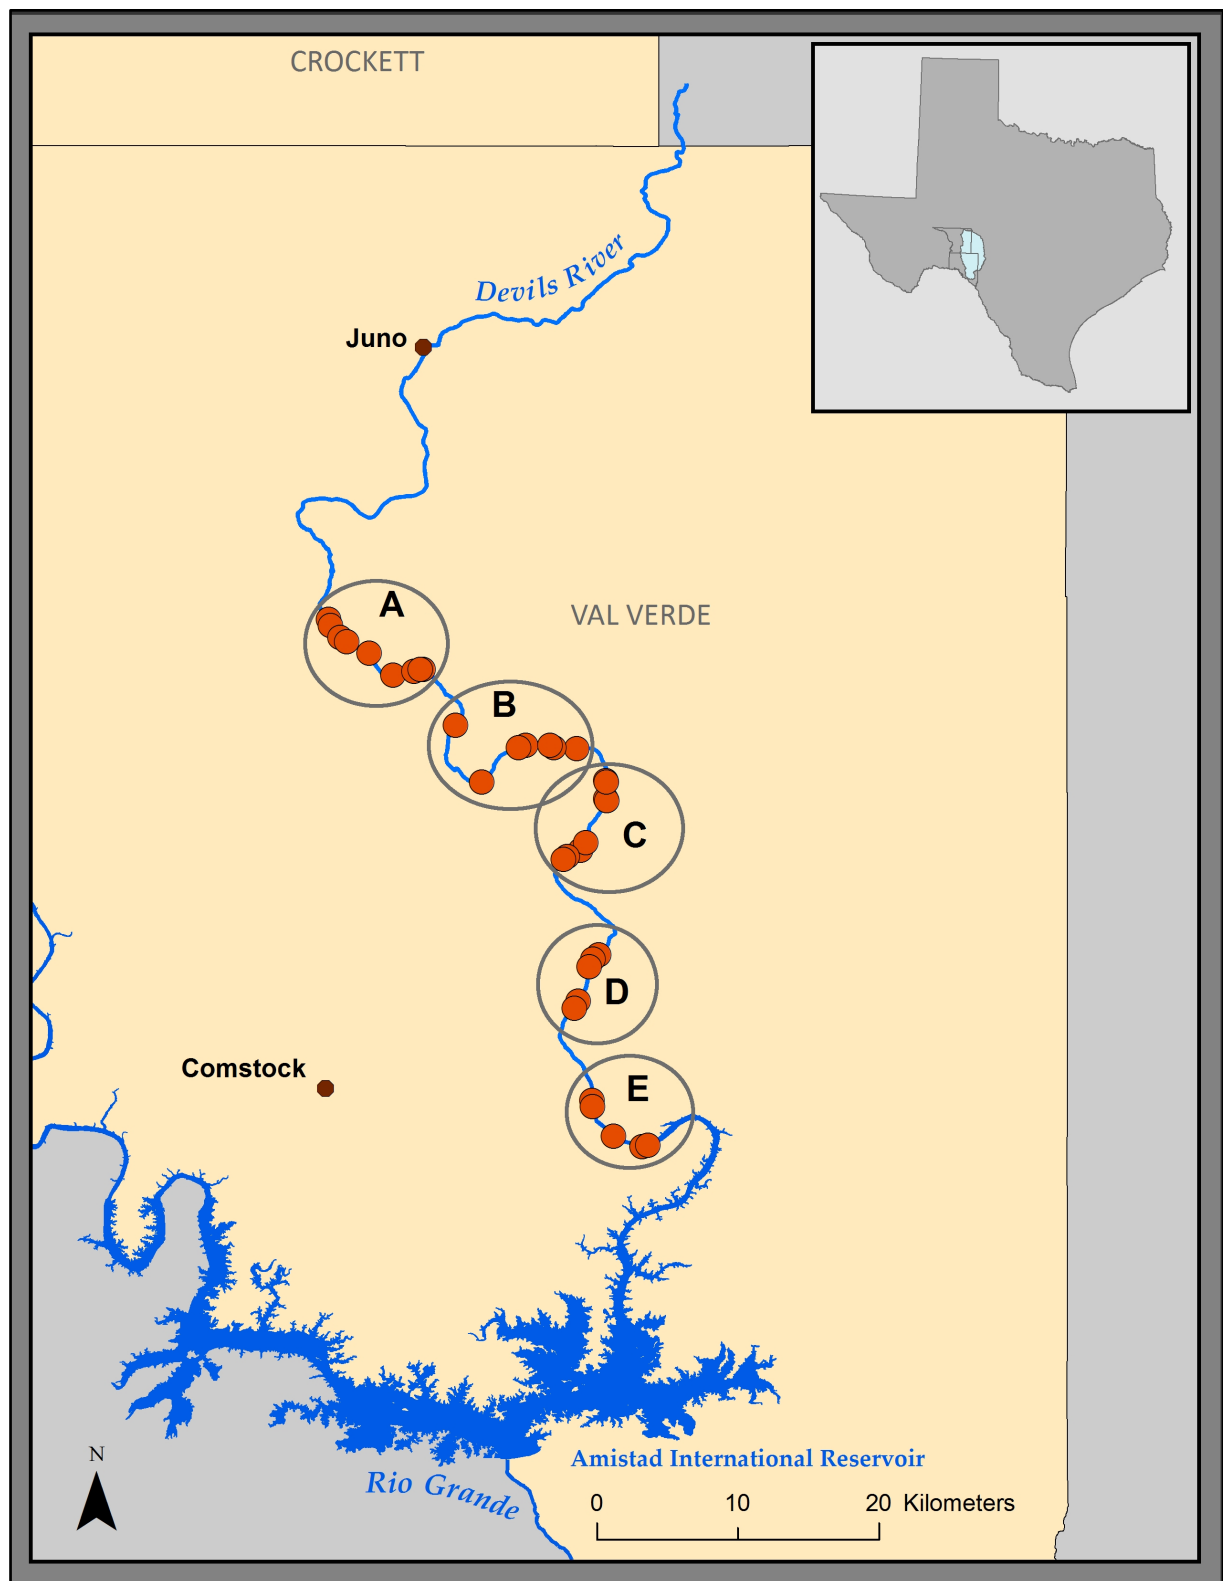 CROCKETT
Devils River
Juno
A
VAL VERDE
B
C
D
Comstock
E
N
Amistad International Reservoir
Rio Grande
0 10 20 Kilometers